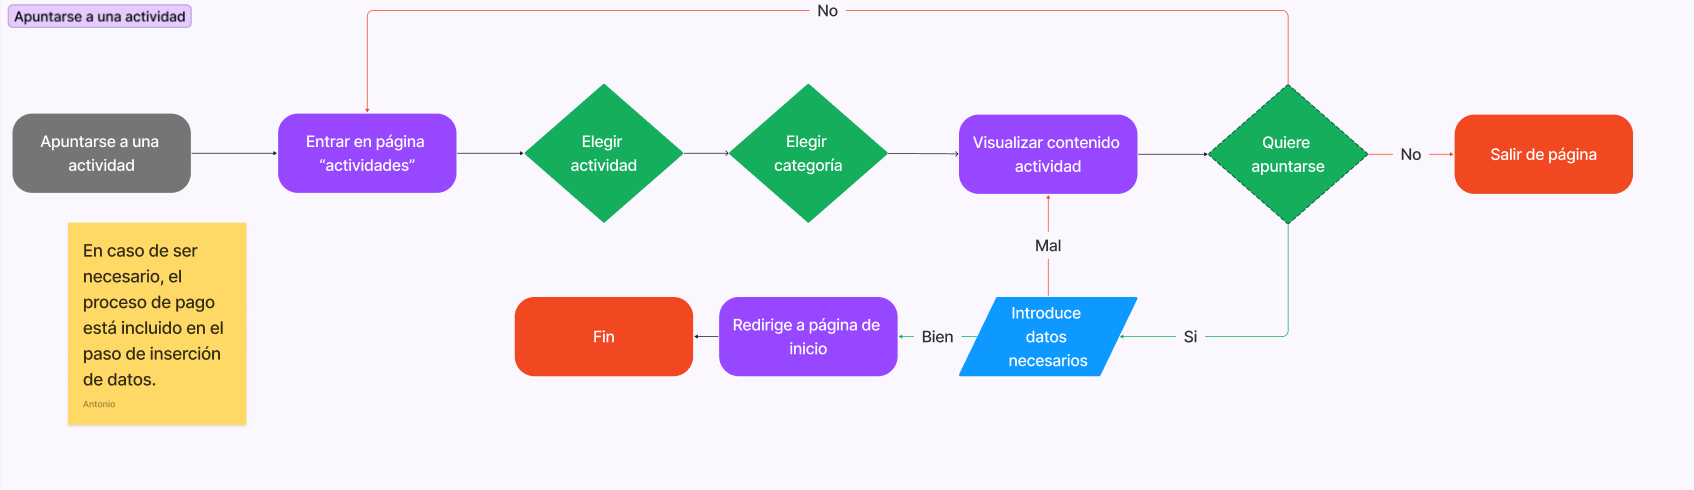 Apuntarse a una actividad
No
Apuntarse a una
actividad
Entrar en página
“actividades”
Elegir
actividad
Elegir
categoría
Visualizar contenido
actividad
Quiere
apuntarse
No
Salir de página
Mal
En caso de ser
necesario, el
proceso de pago
está incluido en el
paso de inserción
de datos.
Antonio
Fin
Redirige a página de
inicio
Bien
Introduce
datos
necesarios
Si